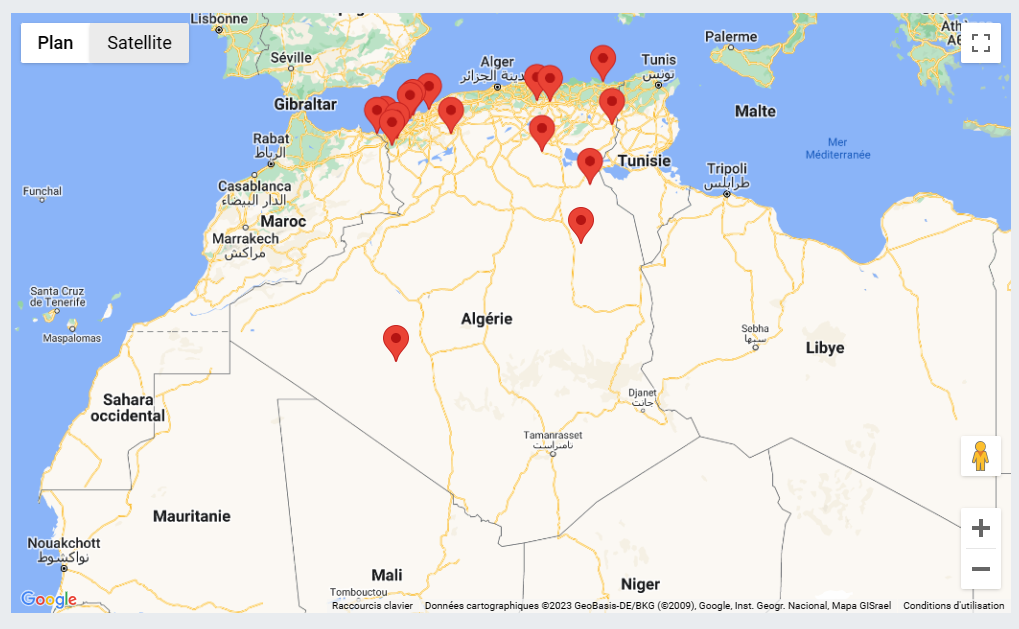 Lisbonne
Plan
Satellite
Palerme
Ath
Séville
Alger
Tunis
تونس
Gibraltar
Malte
Rabat
الرباط
Mer
Méditerranée
Tunisie
Tripoli
طرابلس
Casablanca
الدار البيضاء
Funchal
Maroc
Marrakech
مراكش
Santa Cruz
de Tenerife
Maspalomas
Algérie
Sebha
سبها
Libye
Sahara
occidental
Djanet
جانت
Tamanrasset
تامنراست
Mauritanie
Nouakchott
نواكشوط
Mali
Niger
Tombouctou
Google
Raccourcis clavier
Données cartographiques ©2023 GeoBasis-DE/BKG (©2009), Google, Inst. Geogr. Nacional, Mapa GISrael
Conditions d'utilisation